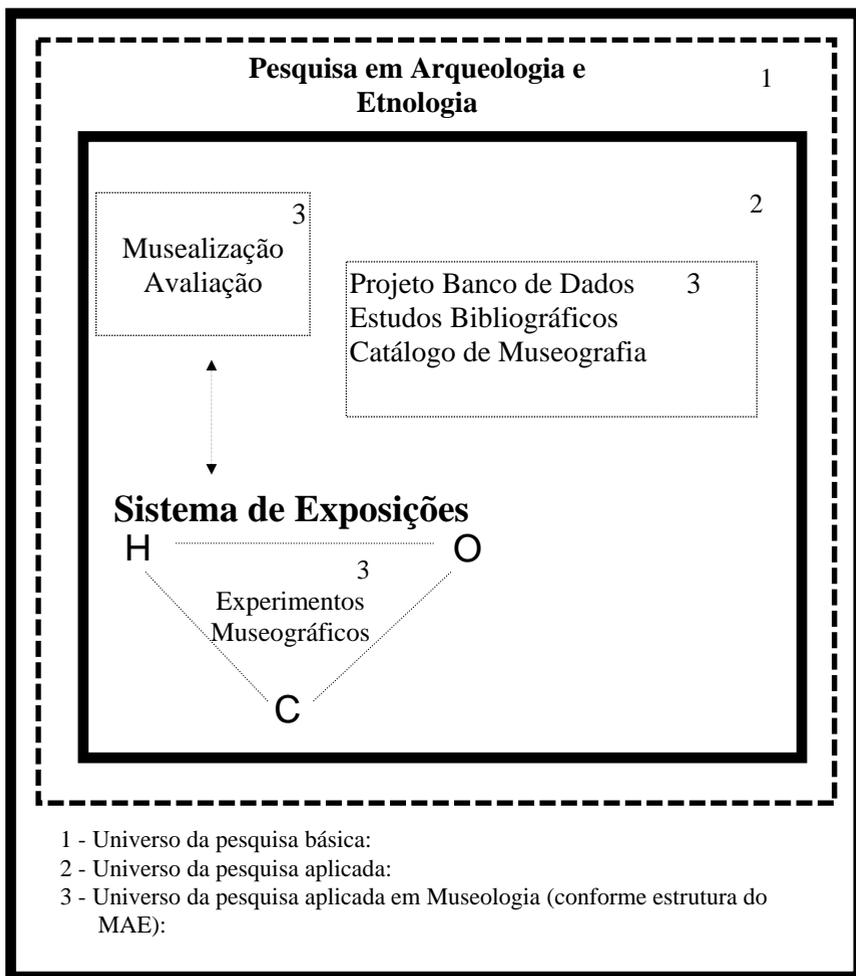 Pesquisa em Arqueologia e
Etnologia
1
2
3
Musealização
Avaliação
Projeto Banco de Dados 3
Estudos Bibliográficos
Catálogo de Museografia
Sistema de Exposições
H O
3
Experimentos
Museográficos
C
1 - Universo da pesquisa básica:
2 - Universo da pesquisa aplicada:
3 - Universo da pesquisa aplicada em Museologia (conforme estrutura do
MAE):